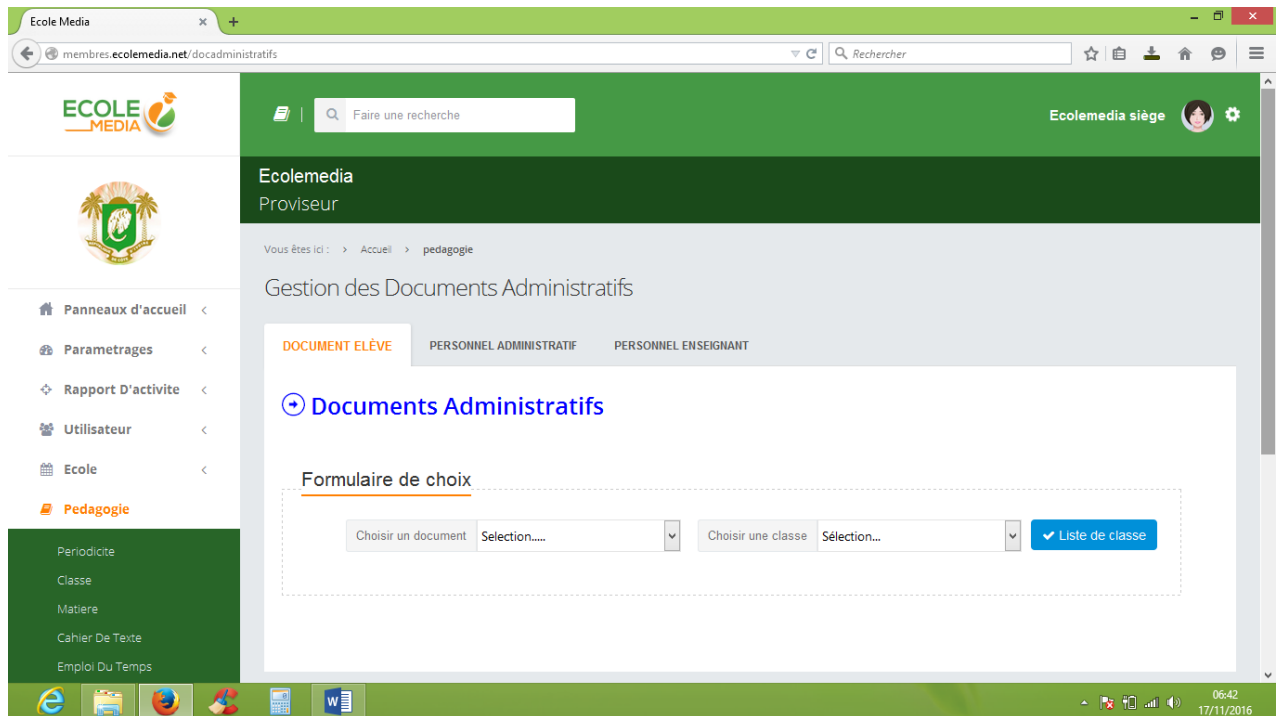 Ecole Media
membres.ecolemedia.net/docadministratifs
Rechercher
ECOLE
MEDIA
Faire une recherche
Ecolemedia siège
Ecolemedia
Proviseur
Vous êtes ici : > Accueil > pedagogie
Gestion des Documents Administratifs
Panneaux d'accueil
Parametrages
Rapport D'activite
Utilisateur
Ecole
Pedagogie
Periodicite
Classe
Matiere
Cahier De Texte
Emploi Du Temps
DOCUMENT ELÈVE PERSONNEL ADMINISTRATIF PERSONNEL ENSEIGNANT
Documents Administratifs
Formulaire de choix
Choisir un document Selection..... Choisir une classe Sélection... Liste de classe
06:42
17/11/2016